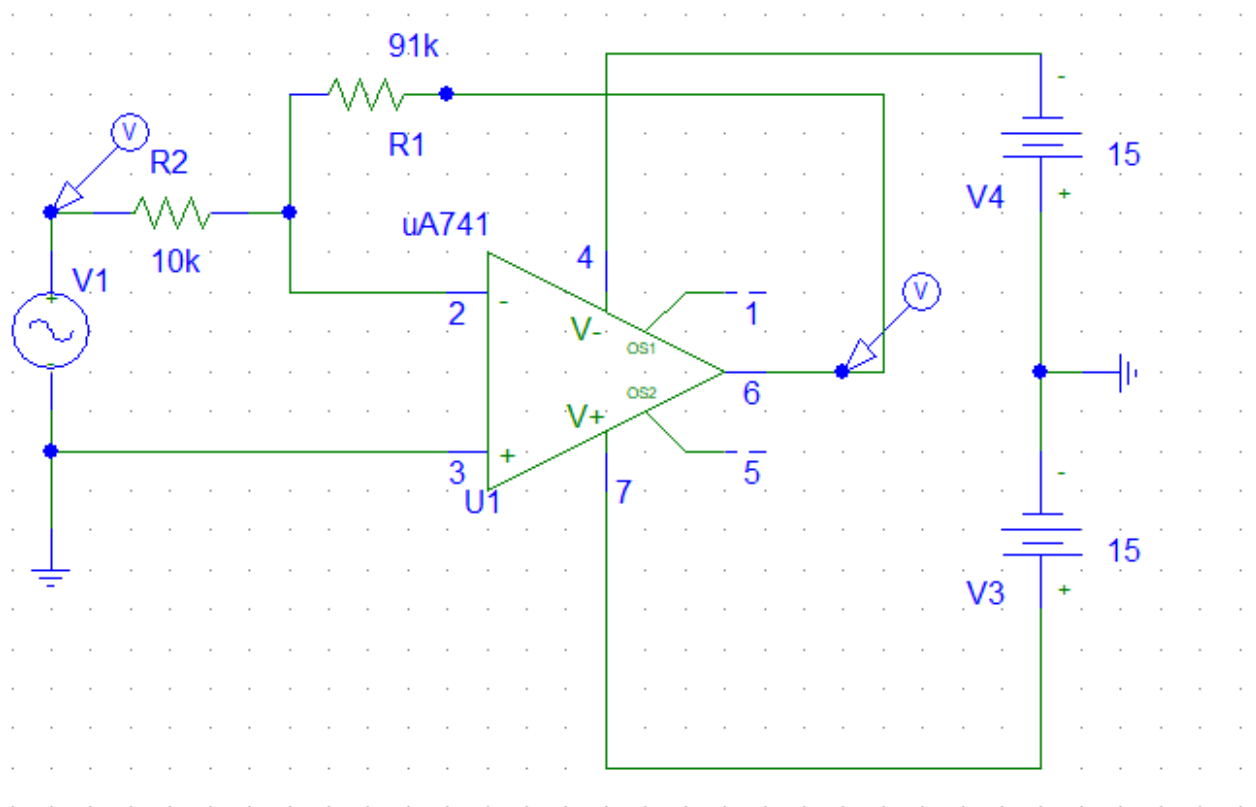 91k
R1
V
R2
10k
V1
+
-
uA741
U1
2
-
3
+
4
V-
OS1
1
6
OS2
V+
5
7
V
-
15
V4
+
-
15
V3
+